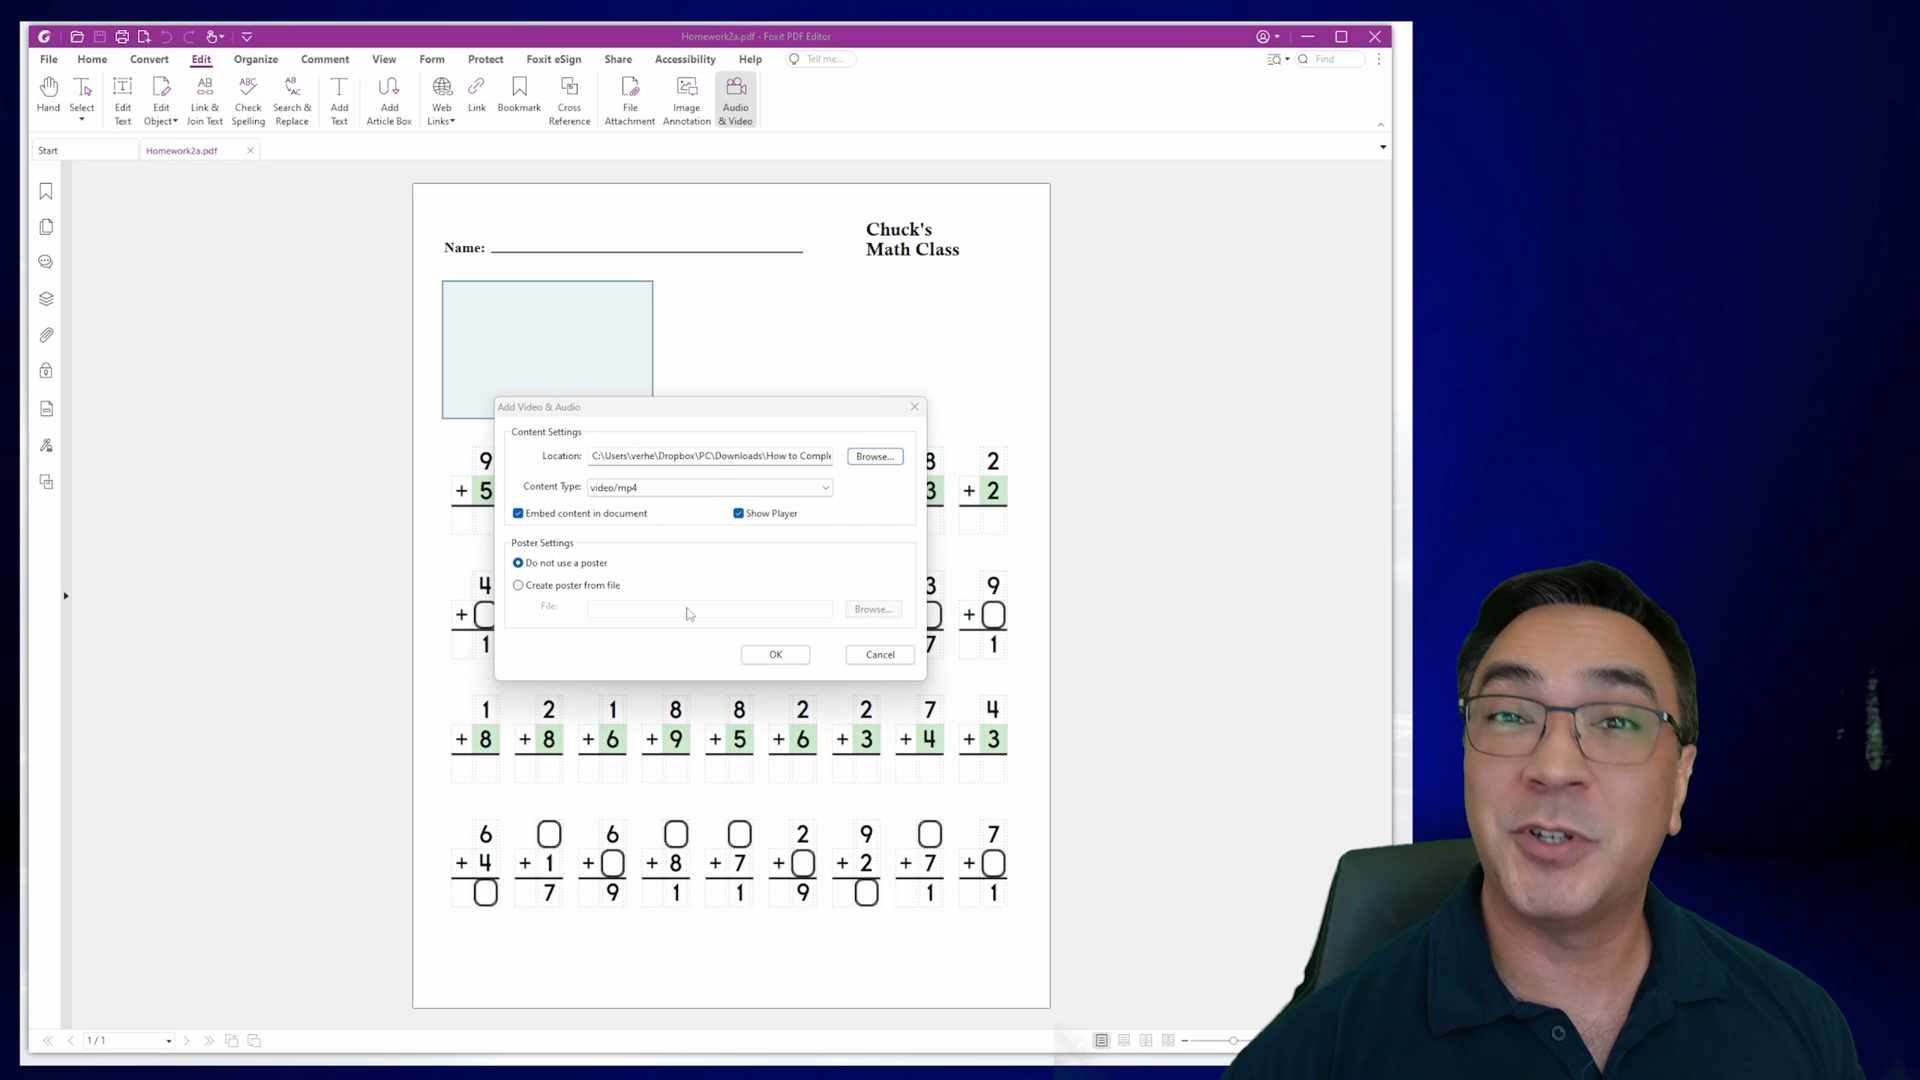 Homework2a.pdf - Foxit PDF Editor
File Home Convert Edit Organize Comment View Form Protect Foxit eSign Share Accessibility Help Tell me... Find
Hand Select Edit Text Edit Object Link & Join Text Check Spelling Search & Replace Add Text Add Article Box Web Links Link Bookmark Cross Reference File Attachment Image Annotation Audio & Video
Start Homework2a.pdf
Name:
Chuck's
Math Class
Add Video & Audio
Content Settings
Location: C:\Users\verhe\Dropbox\PC\Downloads\How to Comple Browse...
Content Type: video/mp4
Embed content in document Show Player
Poster Settings
Do not use a poster
Create poster from file
File: Browse...
OK Cancel
9 8 2
+ 5 3 + 2
4 3 9
+ + 
1 7 1
1 2 1 8 8 2 2 7 4
+ 8 + 8 + 6 + 9 + 5 + 6 + 3 + 4 + 3
6 6 2 9 7
+ 4 + 1 + + 8 + 7 + + 2 + 7 +
7 9 1 1 9 1 1
1 / 1